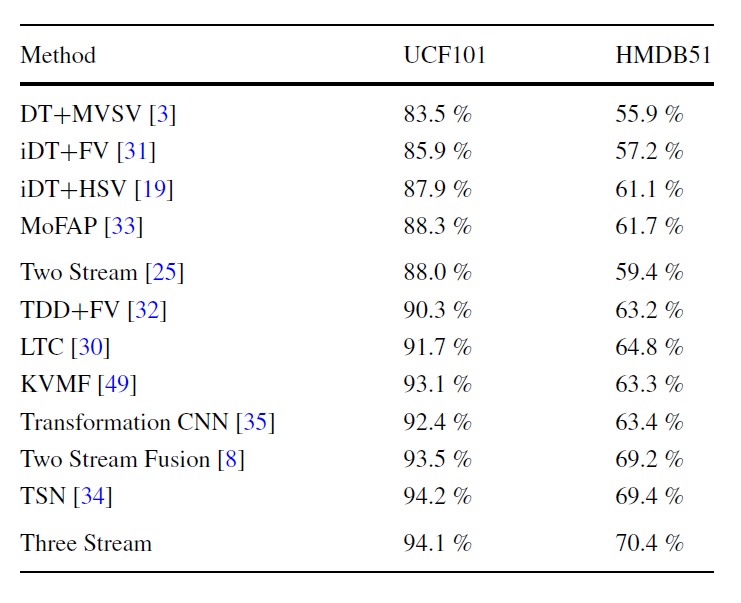 Method UCF101 HMDB51
DT+MVSV [3] 83.5 % 55.9 %
iDT+FV [31] 85.9 % 57.2 %
iDT+HSV [19] 87.9 % 61.1 %
MoFAP [33] 88.3 % 61.7 %
Two Stream [25] 88.0 % 59.4 %
TDD+FV [32] 90.3 % 63.2 %
LTC [30] 91.7 % 64.8 %
KVMF [49] 93.1 % 63.3 %
Transformation CNN [35] 92.4 % 63.4 %
Two Stream Fusion [8] 93.5 % 69.2 %
TSN [34] 94.2 % 69.4 %
Three Stream 94.1 % 70.4 %